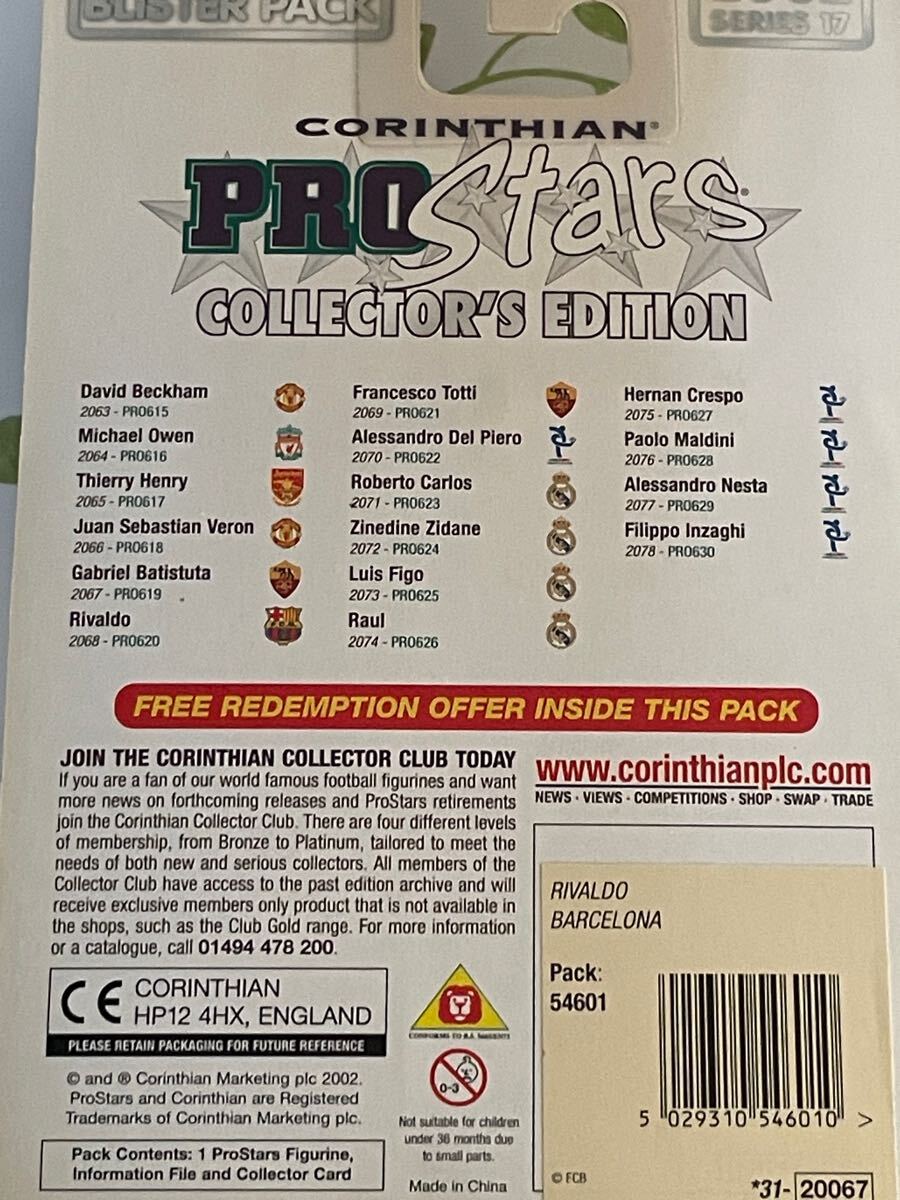 BLISTER PACK
SERIES 17
CORINTHIAN®
PROStars®
COLLECTOR'S EDITION
David Beckham
2063 - PRO615
Michael Owen
2064 - PRO616
Thierry Henry
2065 - PRO617
Juan Sebastian Veron
2066 - PRO618
Gabriel Batistuta
2067 - PRO619
Rivaldo
2068 - PRO620
Francesco Totti
2069 - PRO621
Alessandro Del Piero
2070 - PRO622
Roberto Carlos
2071 - PRO623
Zinedine Zidane
2072 - PRO624
Luis Figo
2073 - PRO625
Raul
2074 - PRO626
Hernan Crespo
2075 - PRO627
Paolo Maldini
2076 - PRO628
Alessandro Nesta
2077 - PRO629
Filippo Inzaghi
2078 - PRO630
FREE REDEMPTION OFFER INSIDE THIS PACK
JOIN THE CORINTHIAN COLLECTOR CLUB TODAY
If you are a fan of our world famous football figurines and want
more news on forthcoming releases and ProStars retirements
join the Corinthian Collector Club. There are four different levels
of membership, from Bronze to Platinum, tailored to meet the
needs of both new and serious collectors. All members of the
Collector Club have access to the past edition archive and will
receive exclusive members only product that is not available in
the shops, such as the Club Gold range. For more information
or a catalogue, call 01494 478 200.
www.corinthianplc.com
NEWS · VIEWS · COMPETITIONS · SHOP · SWAP · TRADE
RIVALDO
BARCELONA
Pack:
54601
5 029310 546010 >
© FCB
*31- 20067
CE CORINTHIAN
HP12 4HX, ENGLAND
PLEASE RETAIN PACKAGING FOR FUTURE REFERENCE
© and ® Corinthian Marketing plc 2002.
ProStars and Corinthian are Registered
Trademarks of Corinthian Marketing plc.
Pack Contents: 1 ProStars Figurine,
Information File and Collector Card
0-3
Not suitable for children
under 36 months due
to small parts.
Made in China